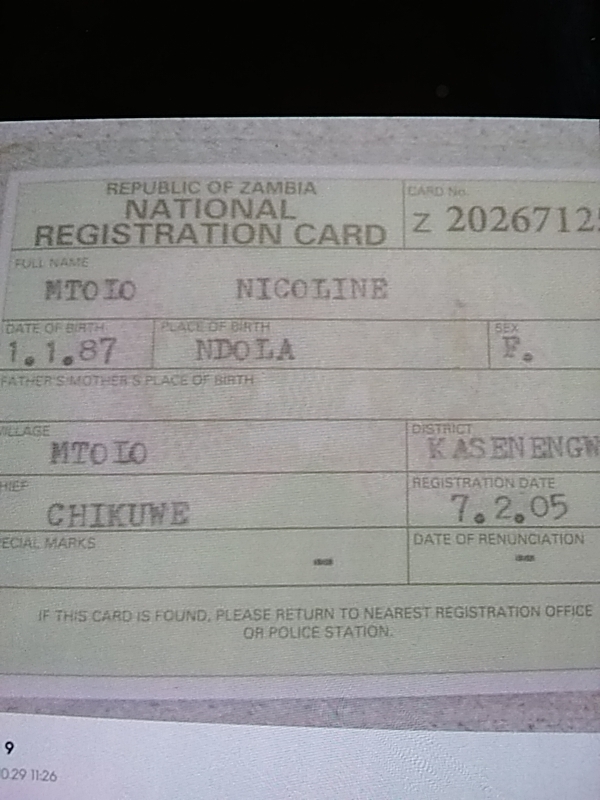 REPUBLIC OF ZAMBIA
NATIONAL
REGISTRATION CARD
CARD No.
Z 2026712
FULL NAME
MTOLO NICOLINE
DATE OF BIRTH PLACE OF BIRTH SEX
1.1.87 NDOLA F.
FATHER'S/MOTHER'S PLACE OF BIRTH
VILLAGE DISTRICT
MTOLO KASENENGW
HIEF REGISTRATION DATE
CHIKUWE 7.2.05
ECIAL MARKS DATE OF RENUNCIATION
- -
IF THIS CARD IS FOUND, PLEASE RETURN TO NEAREST REGISTRATION OFFICE
OR POLICE STATION.
9
0.29 11:26